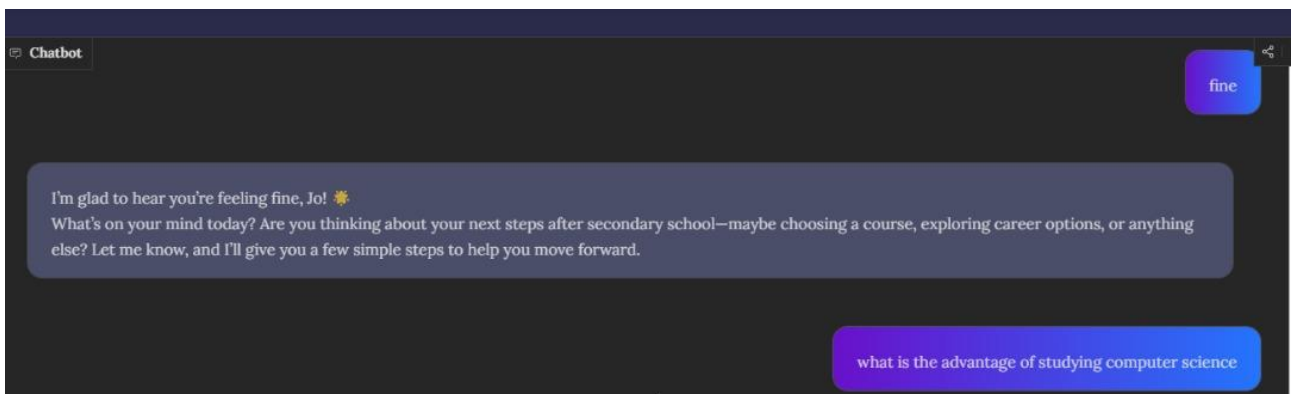 Chatbot
fine
I’m glad to hear you’re feeling fine, Jo! 🌟
What’s on your mind today? Are you thinking about your next steps after secondary school—maybe choosing a course, exploring career options, or anything
else? Let me know, and I’ll give you a few simple steps to help you move forward.
what is the advantage of studying computer science